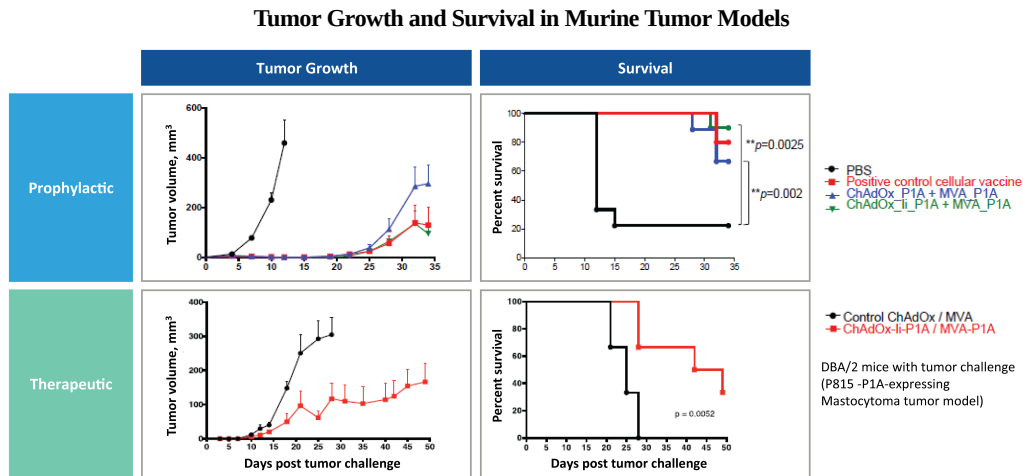 Tumor Growth and Survival in Murine Tumor Models
Tumor Growth
Survival
Prophylactic
Tumor volume, mm³
600
400
200
0
0 5 10 15 20 25 30 35
Percent survival
100
80
60
40
20
0
0 5 10 15 20 25 30 35
**p=0.0025
**p=0.002
PBS
Positive control cellular vaccine
ChAdOx_P1A + MVA_P1A
ChAdOx_Ii_P1A + MVA_P1A
Therapeutic
Tumor volume, mm³
400
300
200
100
0
0 5 10 15 20 25 30 35 40 45 50
Days post tumor challenge
Percent survival
100
80
60
40
20
0
0 5 10 15 20 25 30 35 40 45 50
p = 0.0052
Days post tumor challenge
Control ChAdOx / MVA
ChAdOx-Ii-P1A / MVA-P1A
DBA/2 mice with tumor challenge
(P815 -P1A-expressing
Mastocytoma tumor model)